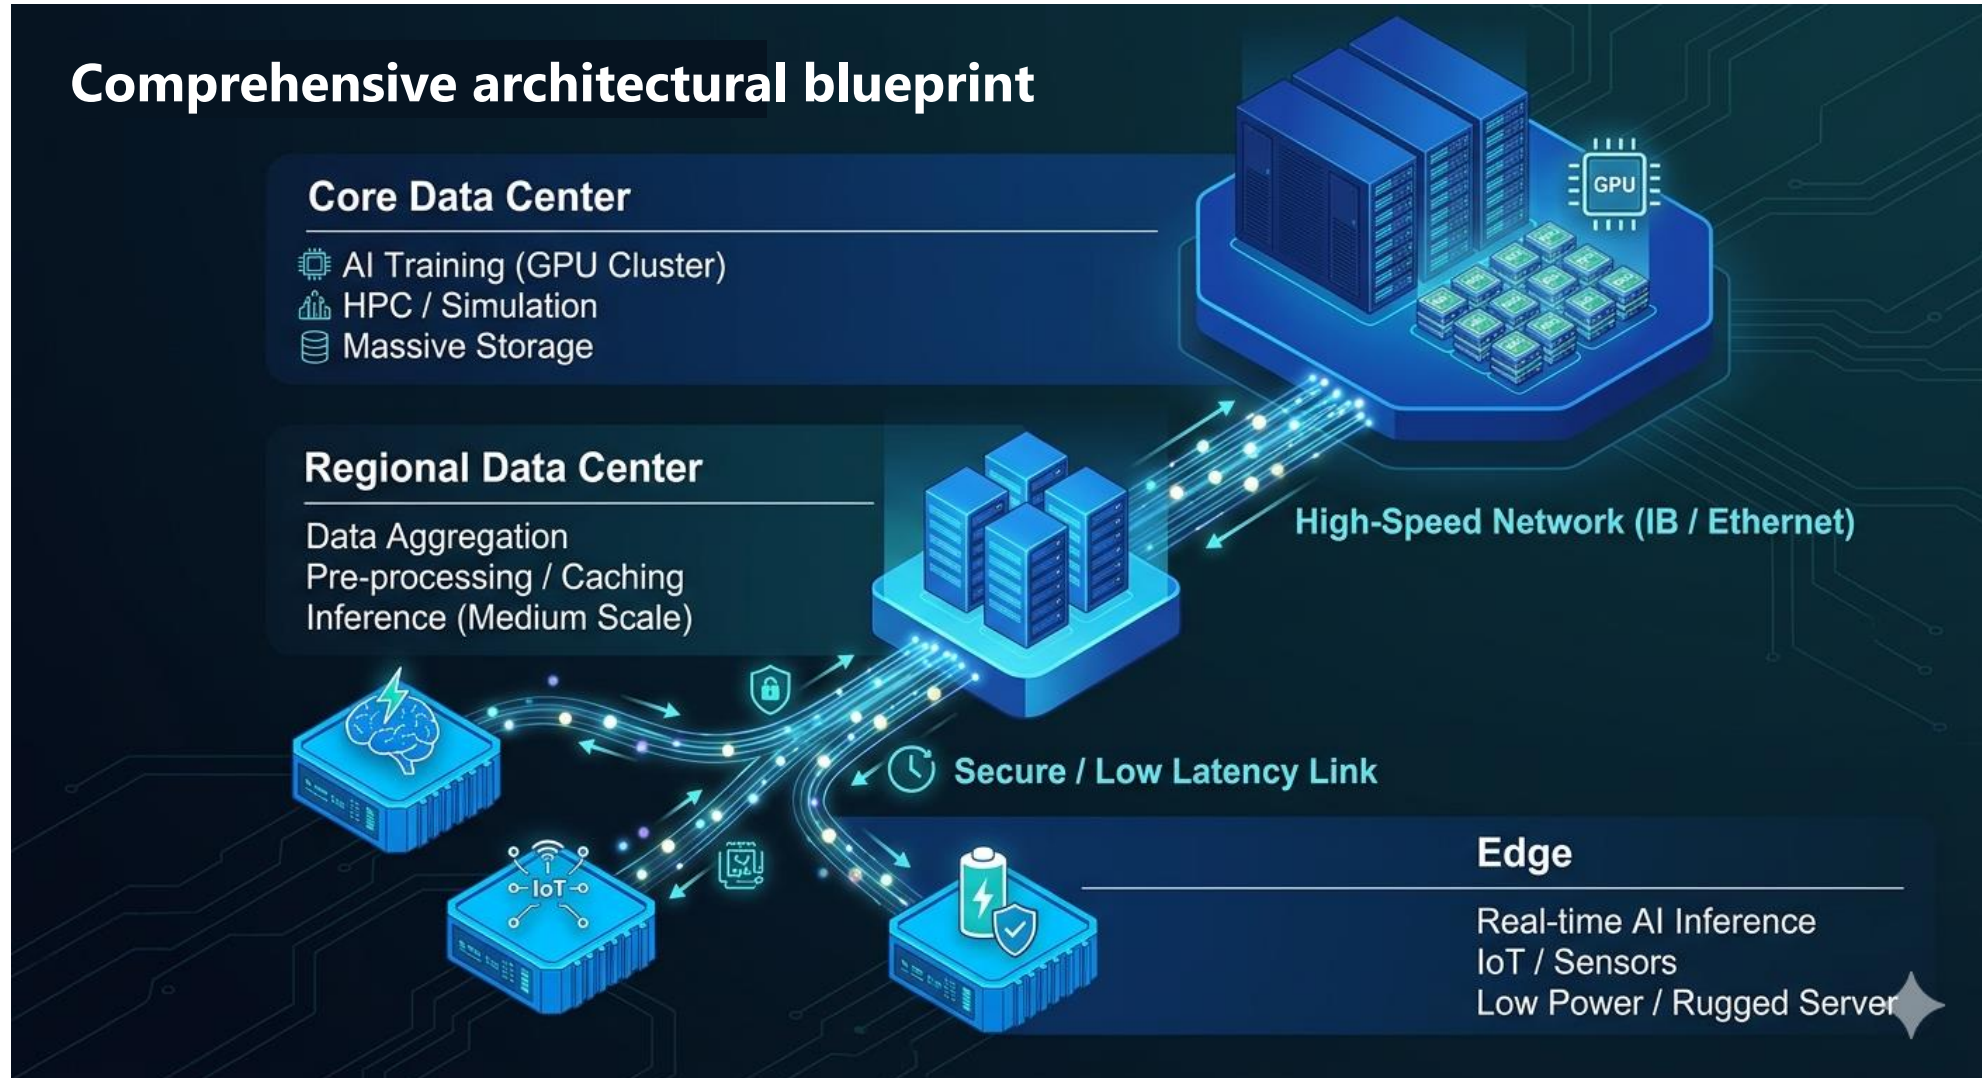 Comprehensive architectural blueprint
Core Data Center
AI Training (GPU Cluster)
HPC / Simulation
Massive Storage
GPU
Regional Data Center
Data Aggregation
Pre-processing / Caching
Inference (Medium Scale)
High-Speed Network (IB / Ethernet)
Secure / Low Latency Link
IoT
Edge
Real-time AI Inference
IoT / Sensors
Low Power / Rugged Server